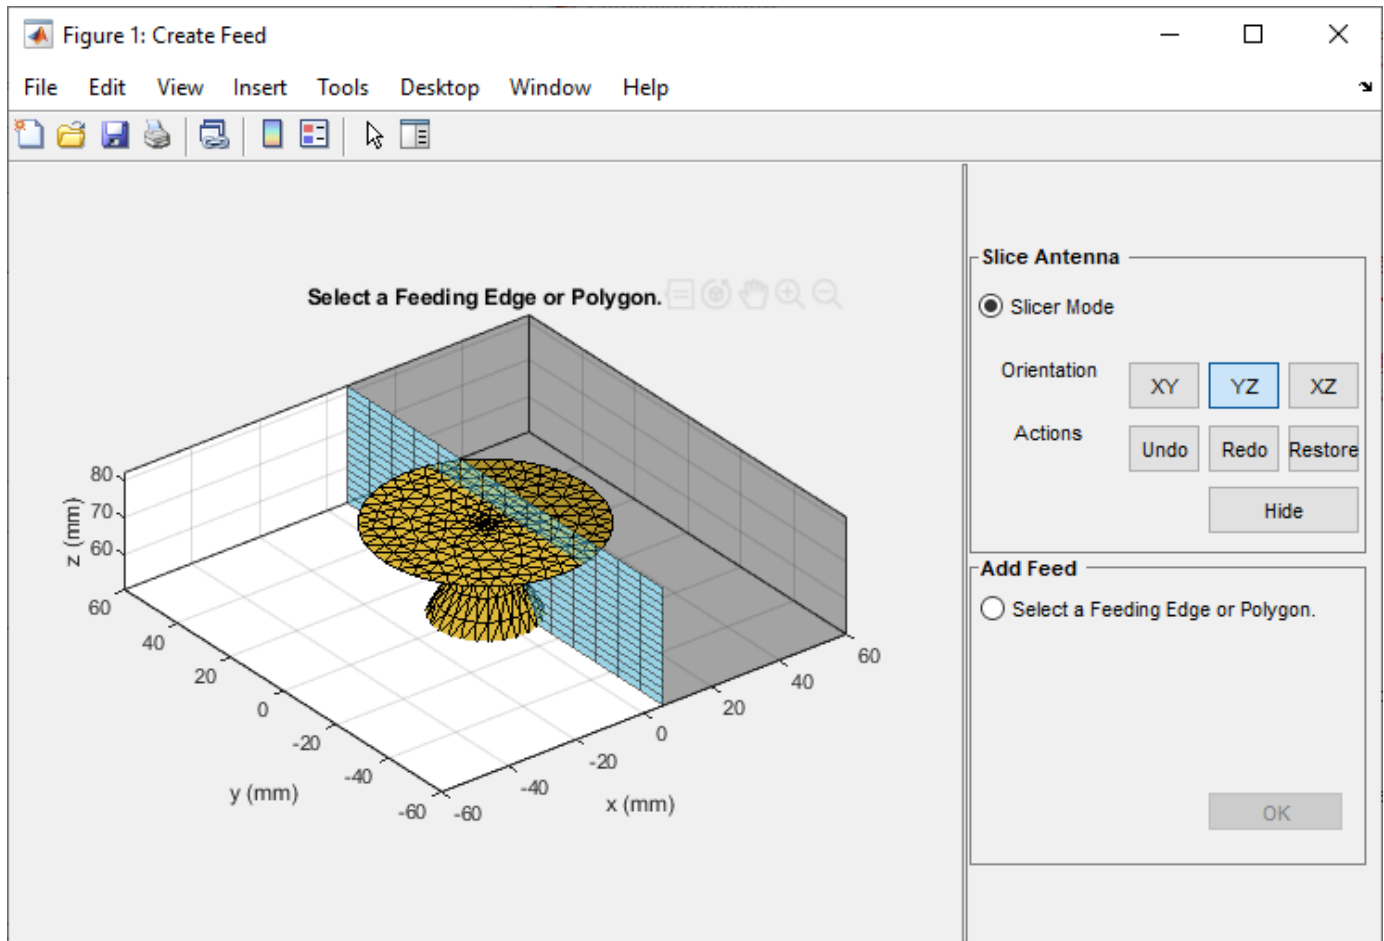 Figure 1: Create Feed
File Edit View Insert Tools Desktop Window Help
Select a Feeding Edge or Polygon.
80
70
60
z (mm)
60
40
20
0
-20
-40
-60
y (mm)
-60
-40
-20
0
20
40
60
x (mm)
Slice Antenna
Slicer Mode
Orientation XY YZ XZ
Actions Undo Redo Restore
Hide
Add Feed
Select a Feeding Edge or Polygon.
OK